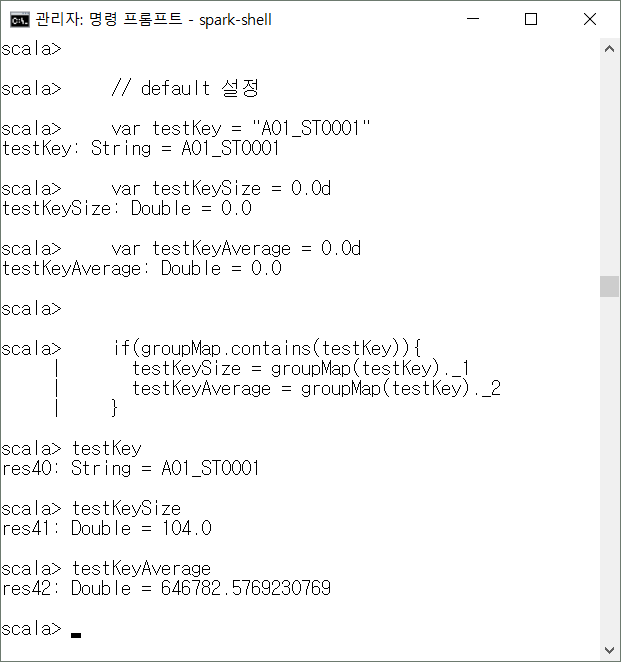 관리자: 명령 프롬프트 - spark-shell
scala>
scala>     // default 설정
scala>     var testKey = "A01_ST0001"
testKey: String = A01_ST0001
scala>     var testKeySize = 0.0d
testKeySize: Double = 0.0
scala>     var testKeyAverage = 0.0d
testKeyAverage: Double = 0.0
scala>
scala>     if(groupMap.contains(testKey)){
     |       testKeySize = groupMap(testKey)._1
     |       testKeyAverage = groupMap(testKey)._2
     |     }
scala> testKey
res40: String = A01_ST0001
scala> testKeySize
res41: Double = 104.0
scala> testKeyAverage
res42: Double = 646782.5769230769
scala>